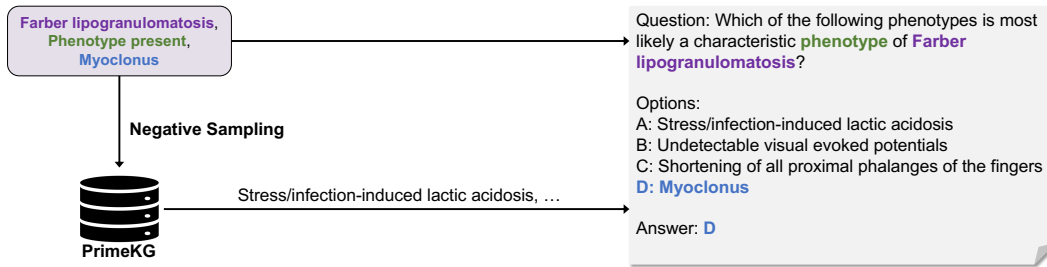 Farber lipogranulomatosis,
Phenotype present,
Myoclonus
Negative Sampling
PrimeKG
Stress/infection-induced lactic acidosis, …
Question: Which of the following phenotypes is most
likely a characteristic phenotype of Farber
lipogranulomatosis?
Options:
A: Stress/infection-induced lactic acidosis
B: Undetectable visual evoked potentials
C: Shortening of all proximal phalanges of the fingers
D: Myoclonus
Answer: D